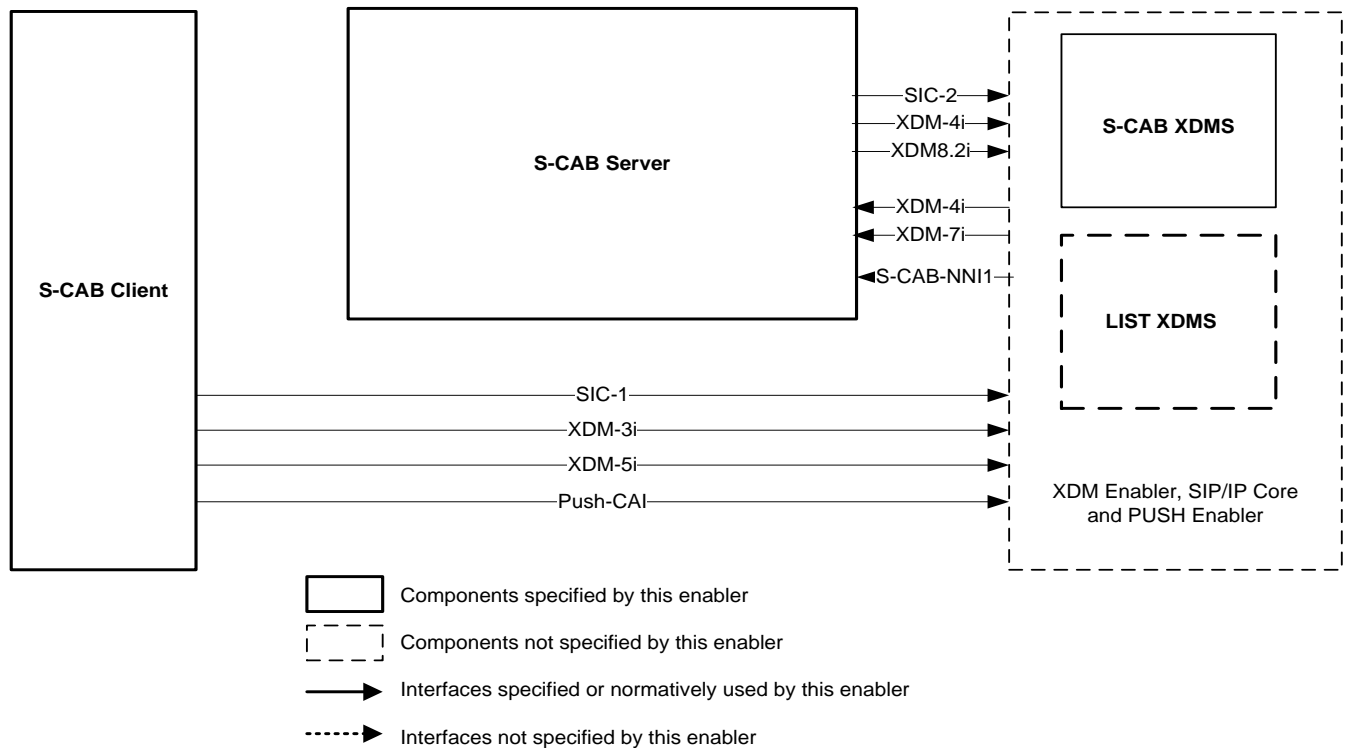 S-CAB Client
S-CAB Server
SIC-2
XDM-4i
XDM8.2i
XDM-4i
XDM-7i
S-CAB-NNI1
S-CAB XDMS
LIST XDMS
SIC-1
XDM-3i
XDM-5i
Push-CAI
XDM Enabler, SIP/IP Core
and PUSH Enabler
Components specified by this enabler
Components not specified by this enabler
Interfaces specified or normatively used by this enabler
Interfaces not specified by this enabler